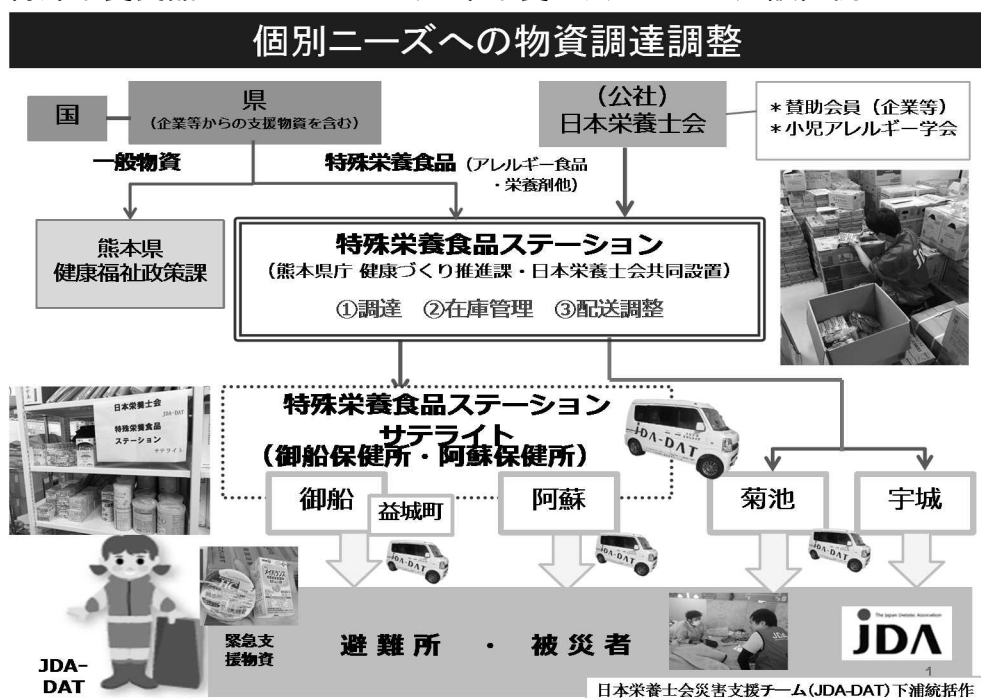 個別ニーズへの物資調達調整
国
県
(企業等からの支援物資を含む)
(公社)
日本栄養士会
*賛助会員(企業等)
*小児アレルギー学会
一般物資
特殊栄養食品(アレルギー食品
・栄養剤他)
熊本県
健康福祉政策課
特殊栄養食品ステーション
(熊本県庁 健康づくり推進課・日本栄養士会共同設置)
①調達 ②在庫管理 ③配送調整
日本栄養士会
JDA-DAT
特殊栄養食品
ステーション
サテライト
特殊栄養食品ステーション
サテライト
(御船保健所・阿蘇保健所)
JDA-DAT
御船
益城町
阿蘇
菊池
宇城
JDA-DAT
JDA-DAT
JDA-DAT
緊急支
援物資
避難所 ・ 被災者
The Japan Dietetic Association
JDA
JDA-
DAT
1
日本栄養士会災害支援チーム(JDA-DAT)下浦統括作